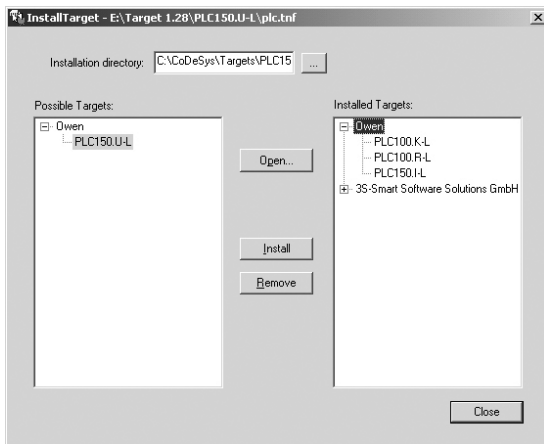 InstallTarget - E:\Target 1.28\PLC150.U-L\plc.tnf
Installation directory: C:\CoDeSys\Targets\PLC15 ...
Possible Targets:
Owen
PLC150.U-L
Open...
Install
Remove
Installed Targets:
Owen
PLC100.K-L
PLC100.R-L
PLC150.I-L
3S-Smart Software Solutions GmbH
Close